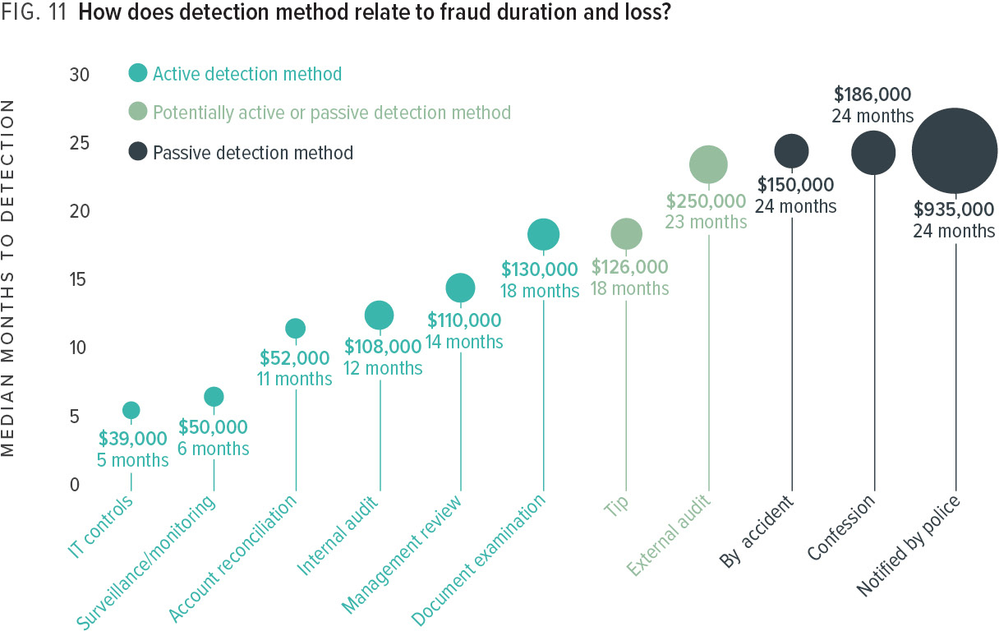 FIG. 11 How does detection method relate to fraud duration and loss?
MEDIAN MONTHS TO DETECTION
30
25
20
15
10
5
0
Active detection method
Potentially active or passive detection method
Passive detection method
$39,000
5 months
$50,000
6 months
$52,000
11 months
$108,000
12 months
$110,000
14 months
$130,000
18 months
$126,000
18 months
$250,000
23 months
$150,000
24 months
$186,000
24 months
$935,000
24 months
IT controls
Surveillance/monitoring
Account reconciliation
Internal audit
Management review
Document examination
Tip
External audit
By accident
Confession
Notified by police